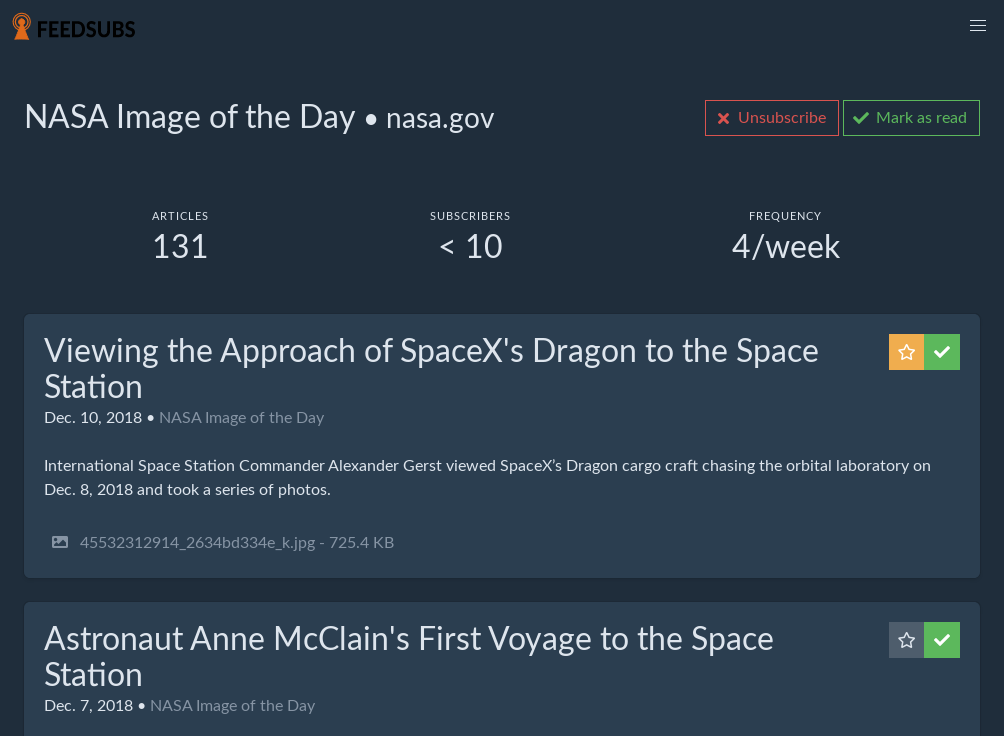 FEEDSUBS
NASA Image of the Day • nasa.gov
Unsubscribe
Mark as read
ARTICLES
131
SUBSCRIBERS
< 10
FREQUENCY
4/week
Viewing the Approach of SpaceX's Dragon to the Space
Station
Dec. 10, 2018 • NASA Image of the Day
International Space Station Commander Alexander Gerst viewed SpaceX’s Dragon cargo craft chasing the orbital laboratory on
Dec. 8, 2018 and took a series of photos.
45532312914_2634bd334e_k.jpg - 725.4 KB
Astronaut Anne McClain's First Voyage to the Space
Station
Dec. 7, 2018 • NASA Image of the Day